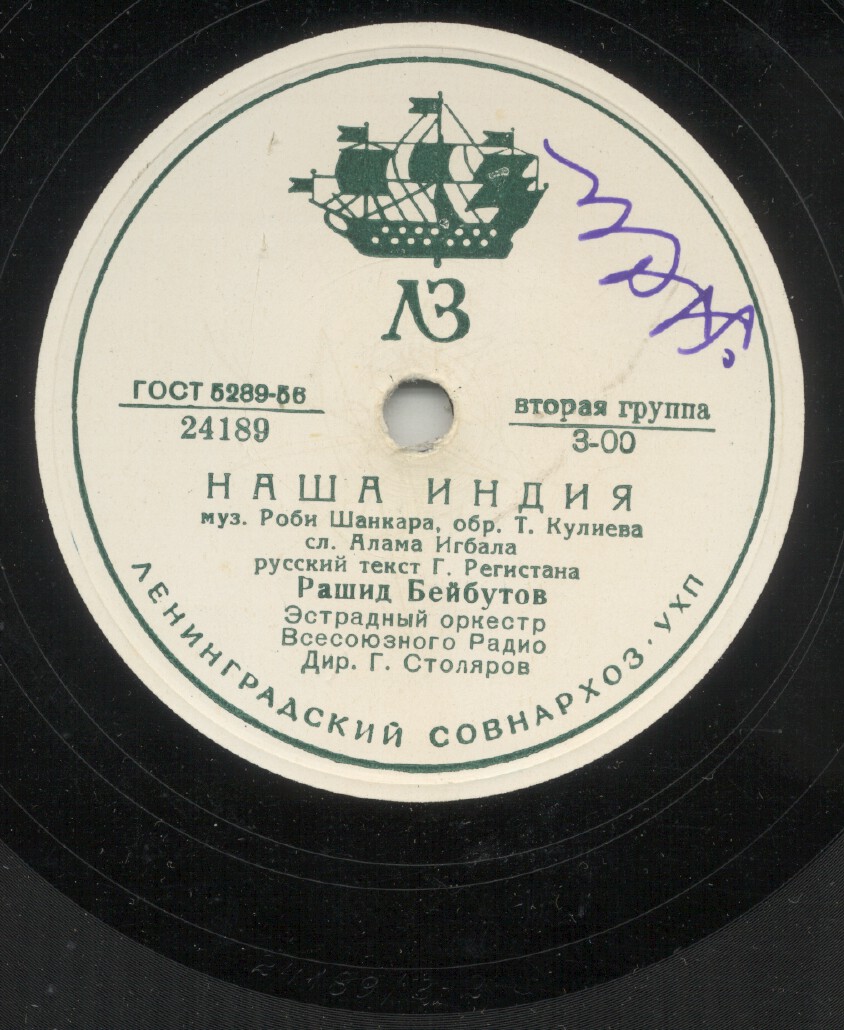 ЛЗ
ГОСТ 5289-56
24189
вторая группа
3-00
НАША ИНДИЯ
муз. Роби Шанкара, обр. Т. Кулиева
сл. Алама Игбала
русский текст Г. Регистана
Рашид Бейбутов
Эстрадный оркестр
Всесоюзного Радио
Дир. Г. Столяров
ЛЕНИНГРАДСКИЙ СОВНАРХОЗ · УХП